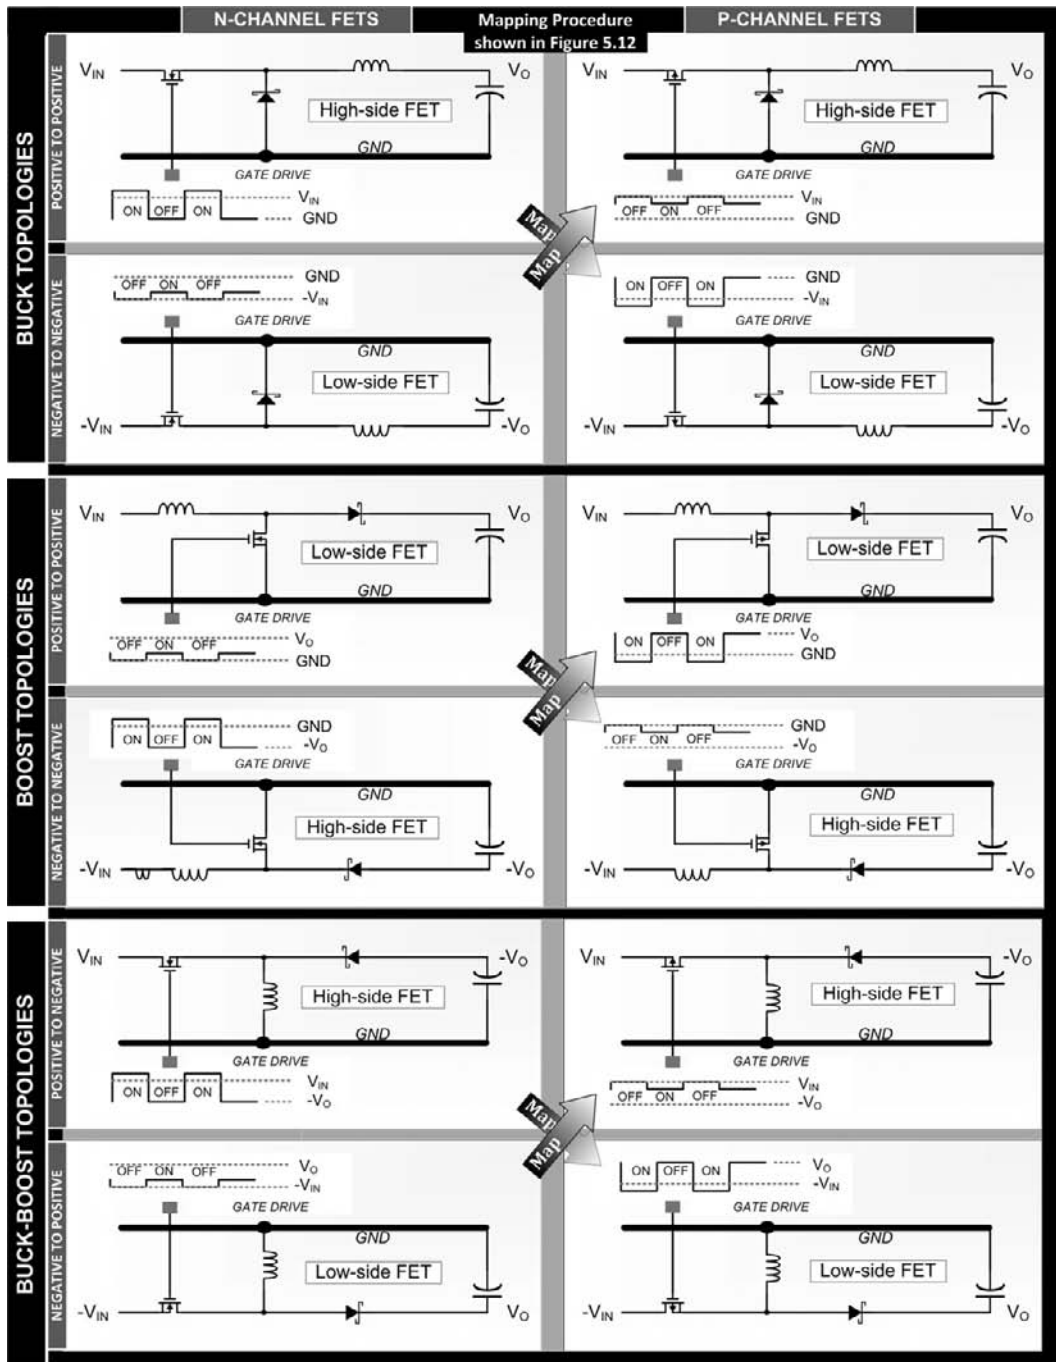 N-CHANNEL FETS
Mapping Procedure
shown in Figure 5.12
P-CHANNEL FETS
BUCK TOPOLOGIES
POSITIVE TO POSITIVE
VIN
VO
High-side FET
GND
GATE DRIVE
ON OFF ON
VIN
GND
VIN
VO
High-side FET
GND
GATE DRIVE
OFF ON OFF
VIN
GND
Map
Map
NEGATIVE TO NEGATIVE
OFF ON OFF
GND
-VIN
GATE DRIVE
GND
Low-side FET
-VIN
-VO
ON OFF ON
GND
-VIN
GATE DRIVE
GND
Low-side FET
-VIN
-VO
BOOST TOPOLOGIES
POSITIVE TO POSITIVE
VIN
VO
Low-side FET
GND
GATE DRIVE
OFF ON OFF
VO
GND
VIN
VO
Low-side FET
GND
GATE DRIVE
ON OFF ON
VO
GND
Map
Map
NEGATIVE TO NEGATIVE
ON OFF ON
GND
-VO
GATE DRIVE
GND
High-side FET
-VIN
-VO
OFF ON OFF
GND
-VO
GATE DRIVE
GND
High-side FET
-VIN
-VO
BUCK-BOOST TOPOLOGIES
POSITIVE TO NEGATIVE
VIN
-VO
High-side FET
GND
GATE DRIVE
ON OFF ON
VIN
-VO
VIN
-VO
High-side FET
GND
GATE DRIVE
OFF ON OFF
VIN
-VO
Map
Map
NEGATIVE TO POSITIVE
OFF ON OFF
VO
-VIN
GATE DRIVE
GND
Low-side FET
-VIN
VO
ON OFF ON
VO
-VIN
GATE DRIVE
GND
Low-side FET
-VIN
VO